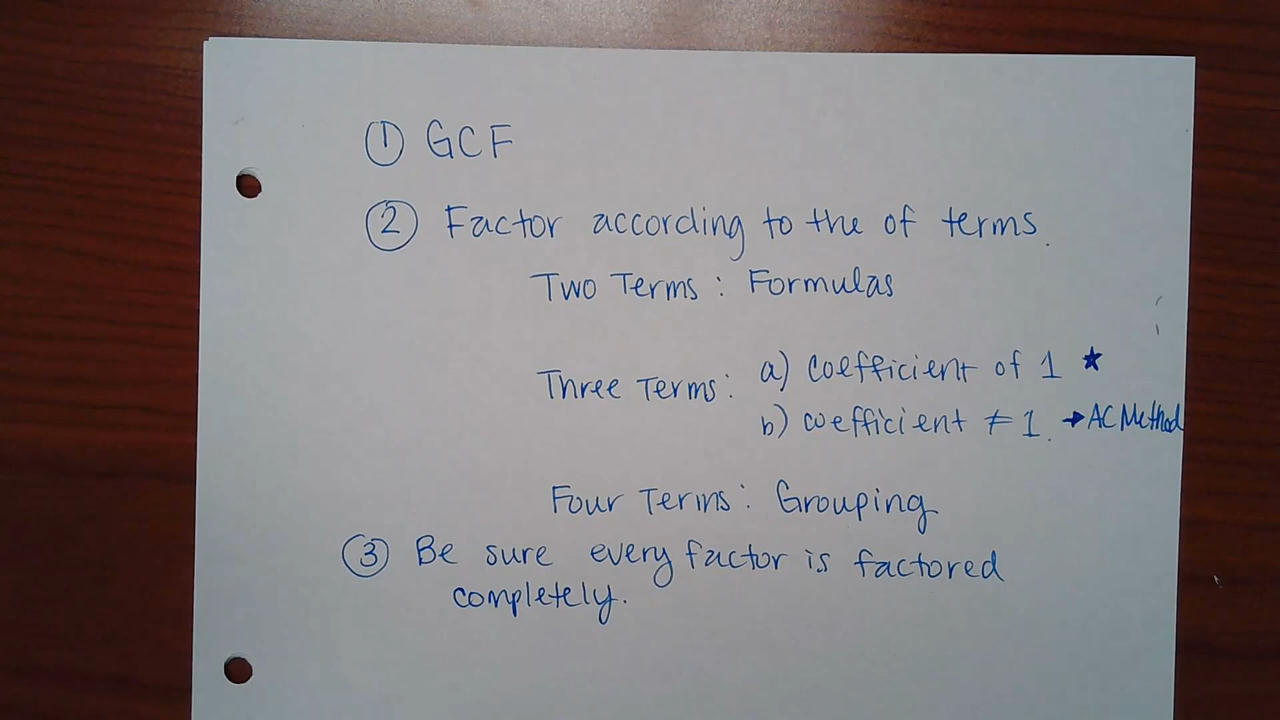 ① GCF
② Factor according to the of terms.
Two Terms: Formulas
Three Terms: a) coefficient of 1 ★
b) coefficient ≠ 1. → AC Method
Four Terms: Grouping
③ Be sure every factor is factored
completely.